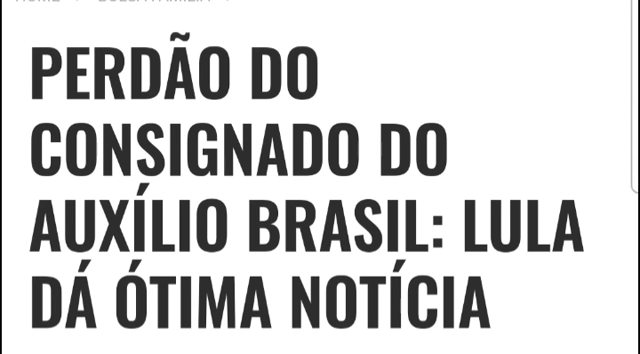 PERDÃO DO
CONSIGNADO DO
AUXÍLIO BRASIL: LULA
DÁ ÓTIMA NOTÍCIA